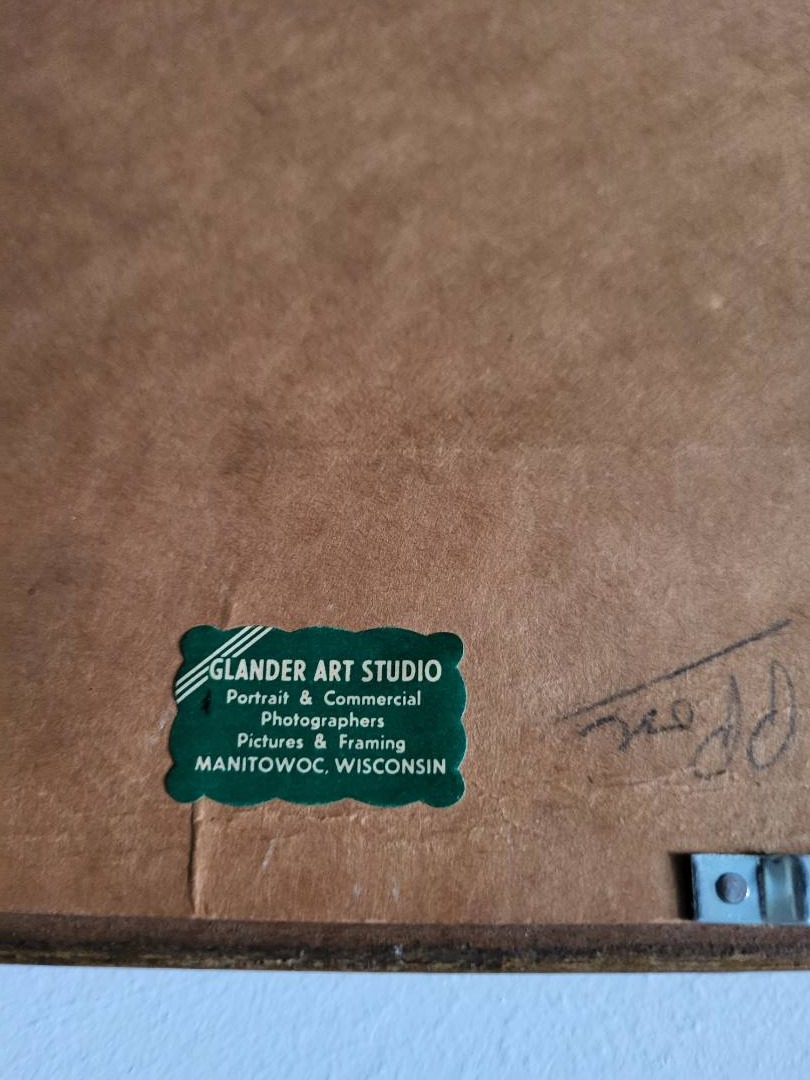 GLANDER ART STUDIO
Portrait & Commercial
Photographers
Pictures & Framing
MANITOWOC, WISCONSIN